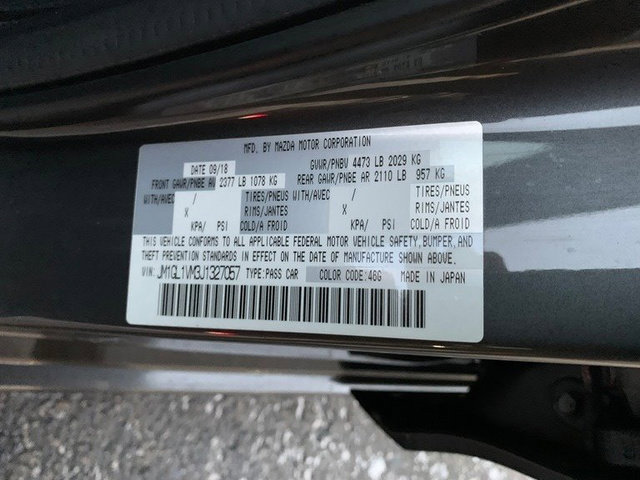 MFD. BY MAZDA MOTOR CORPORATION
DATE 09/18 GVWR/PNBV 4473 LB 2029 KG
FRONT GAWR/PNBE AV 2377 LB 1078 KG REAR GAWR/PNBE AR 2110 LB 957 KG
WITH/AVEC / TIRES/PNEUS WITH/AVEC / TIRES/PNEUS
X RIMS/JANTES X RIMS/JANTES
KPA/ PSI COLD/A FROID KPA/ PSI COLD/A FROID
THIS VEHICLE CONFORMS TO ALL APPLICABLE FEDERAL MOTOR VEHICLE SAFETY,BUMPER,AND
THEFT PREVENTION STANDARDS IN EFFECT ON THE DATE OF MANUFACTURE SHOWN ABOVE.
VIN: JM1GL1VM3J1327057 TYPE:PASS CAR COLOR CODE:46G MADE IN JAPAN